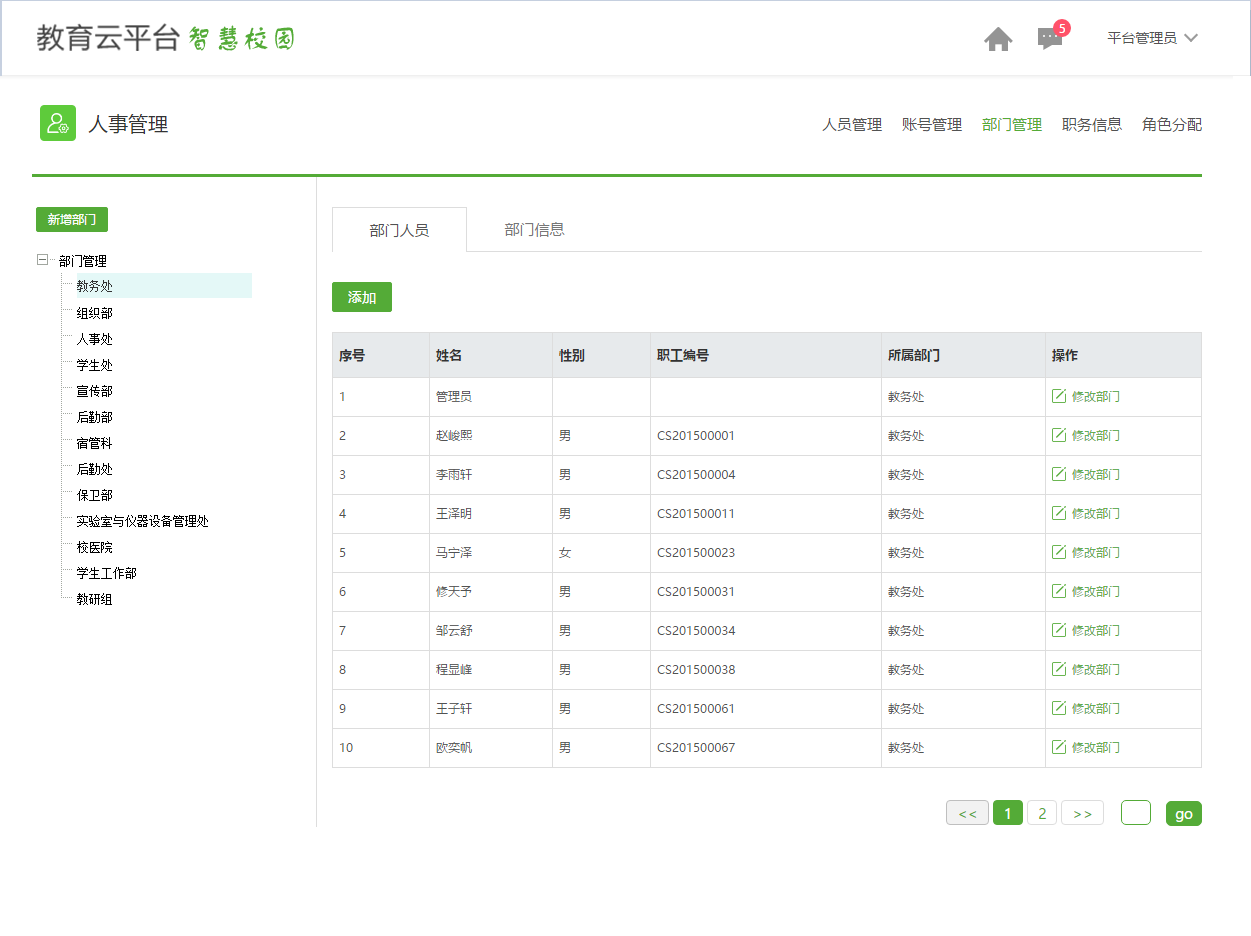 教育云平台 智慧校园
5
平台管理员
人事管理
人员管理 账号管理 部门管理 职务信息 角色分配
新增部门
部门管理
教务处
组织部
人事处
学生处
宣传部
后勤部
宿管科
后勤处
保卫部
实验室与仪器设备管理处
校医院
学生工作部
教研组
部门人员 部门信息
添加
序号 姓名 性别 职工编号 所属部门 操作
1 管理员 教务处 修改部门
2 赵峻熙 男 CS201500001 教务处 修改部门
3 李雨轩 男 CS201500004 教务处 修改部门
4 王泽明 男 CS201500011 教务处 修改部门
5 马宁泽 女 CS201500023 教务处 修改部门
6 修天予 男 CS201500031 教务处 修改部门
7 邹云舒 男 CS201500034 教务处 修改部门
8 程显峰 男 CS201500038 教务处 修改部门
9 王子轩 男 CS201500061 教务处 修改部门
10 欧奕帆 男 CS201500067 教务处 修改部门
<< 1 2 >> go